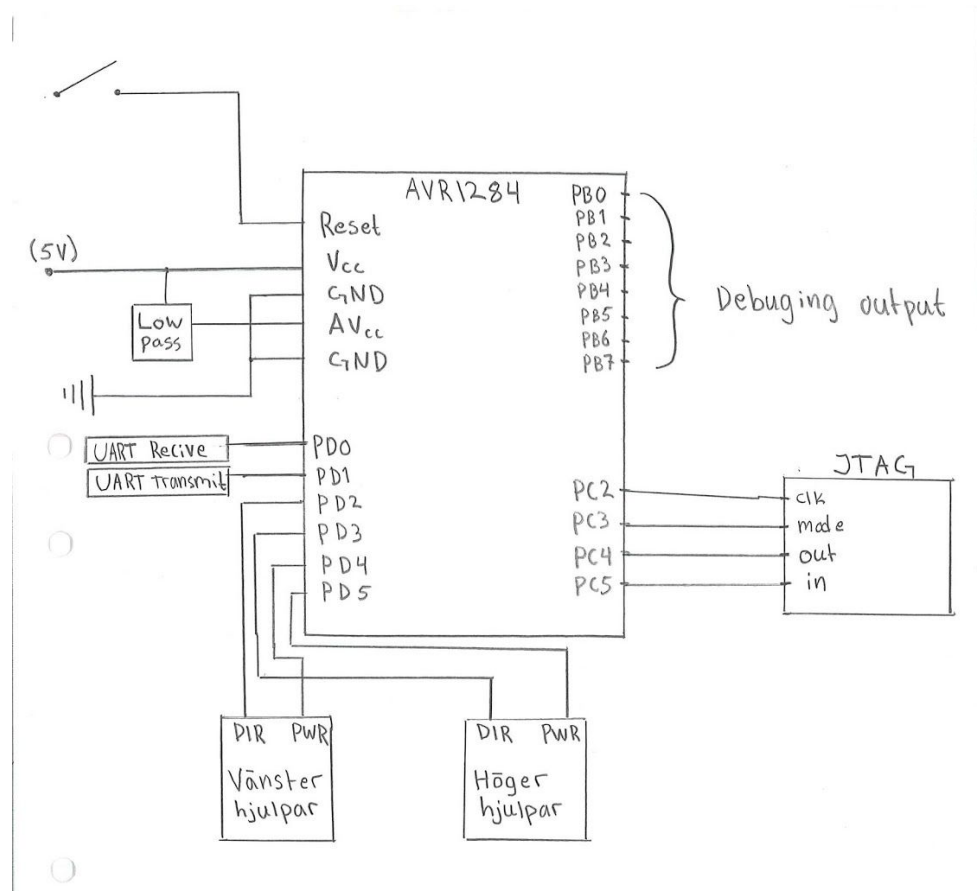 AVR1284
Reset
(5V)
Vcc
GND
Low
pass
AVcc
GND
UART Recive
PD0
UART Transmit
PD1
PD2
PD3
PD4
PD5
PB0
PB1
PB2
PB3
PB4
PB5
PB6
PB7
Debuging output
JTAG
PC2
clk
PC3
mode
PC4
out
PC5
in
DIR PWR
Vänster
hjulpar
DIR PWR
Höger
hjulpar